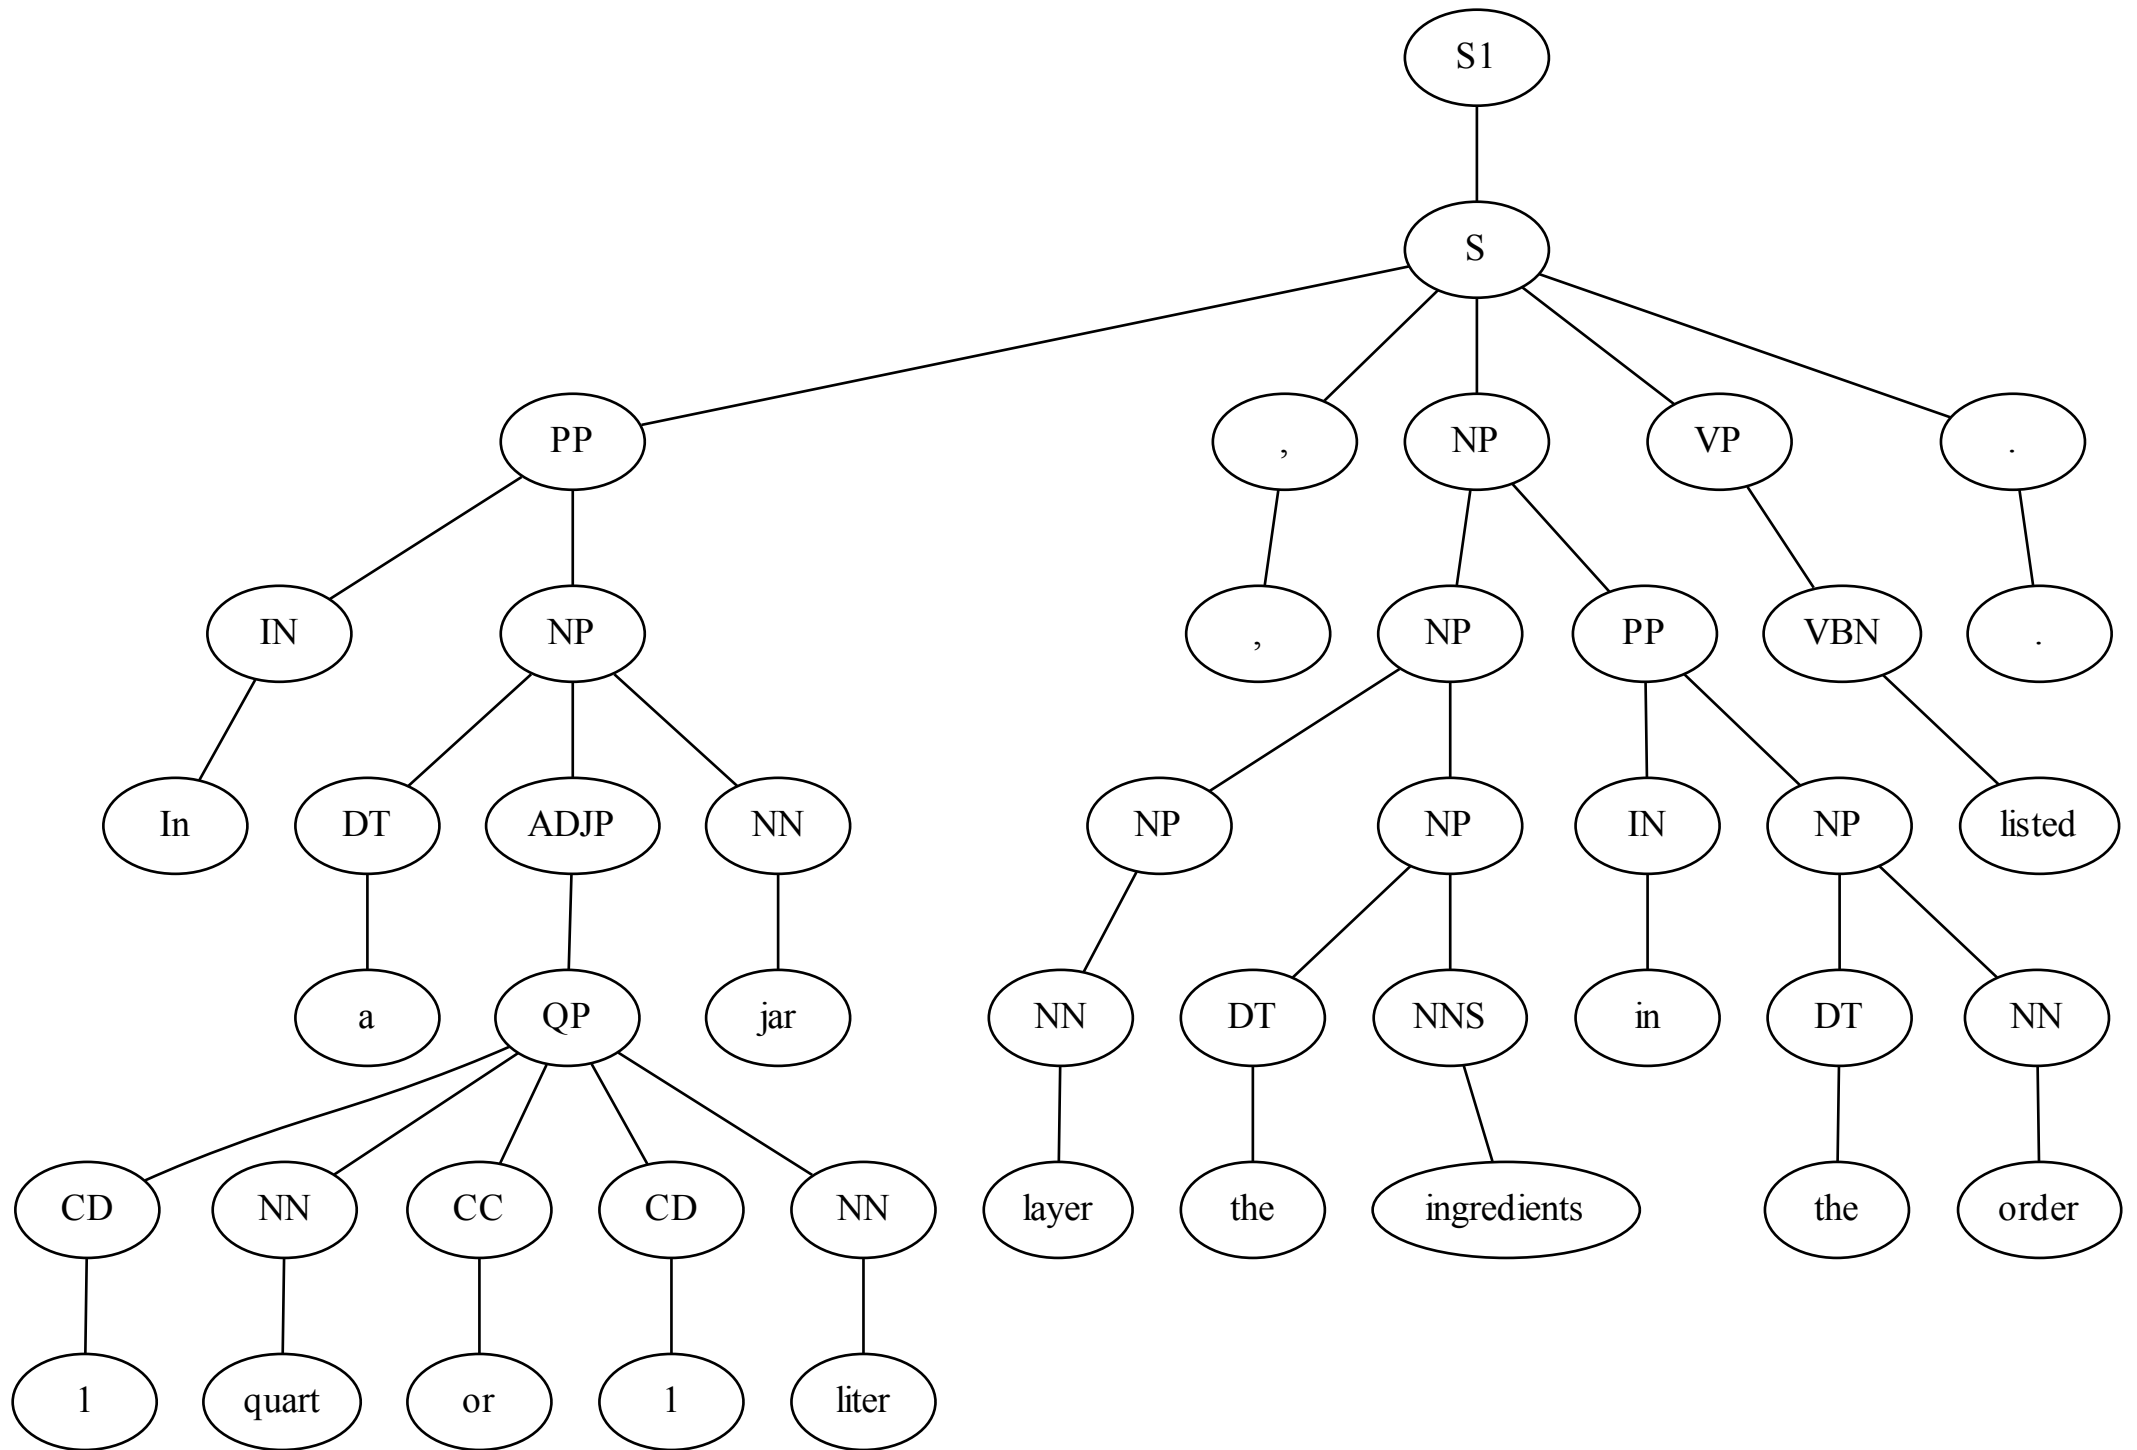 S1
S
PP , NP VP .
IN NP , NP PP VBN .
In DT ADJP NN NP NP IN NP listed
a QP jar NN DT NNS in DT NN
CD NN CC CD NN layer the ingredients the order
1 quart or 1 liter